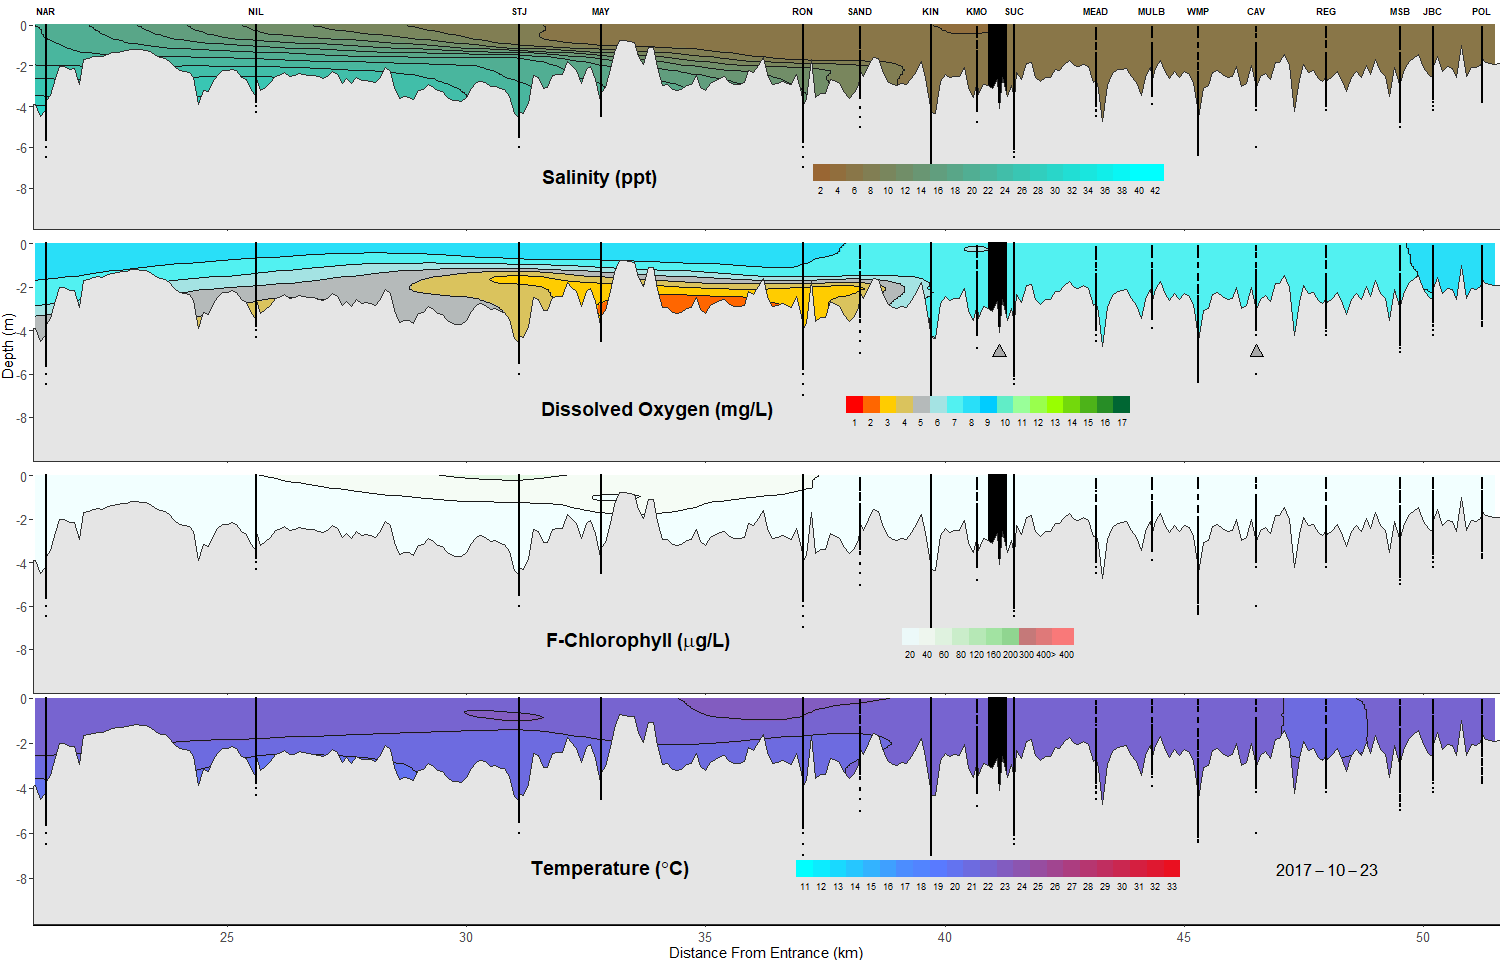 NAR NIL STJ MAY RON SAND KIN KMO SUC MEAD MULB WMP CAV REG MSB JBC POL
0
-2
-4
-6
-8
Salinity (ppt)
2 4 6 8 10 12 14 16 18 20 22 24 26 28 30 32 34 36 38 40 42
0
-2
-4
-6
-8
Depth (m)
Dissolved Oxygen (mg/L)
1 2 3 4 5 6 7 8 9 10 11 12 13 14 15 16 17
0
-2
-4
-6
-8
F-Chlorophyll (μg/L)
20 40 60 80 120 160 200 300 400> 400
0
-2
-4
-6
-8
Temperature (°C)
11 12 13 14 15 16 17 18 19 20 21 22 23 24 25 26 27 28 29 30 31 32 33
2017 – 10 – 23
25 30 35 40 45 50
Distance From Entrance (km)